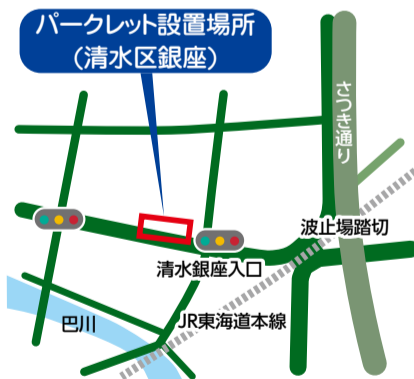 パークレット設置場所
(清水区銀座)
さつき通り
波止場踏切
清水銀座入口
巴川
JR東海道本線